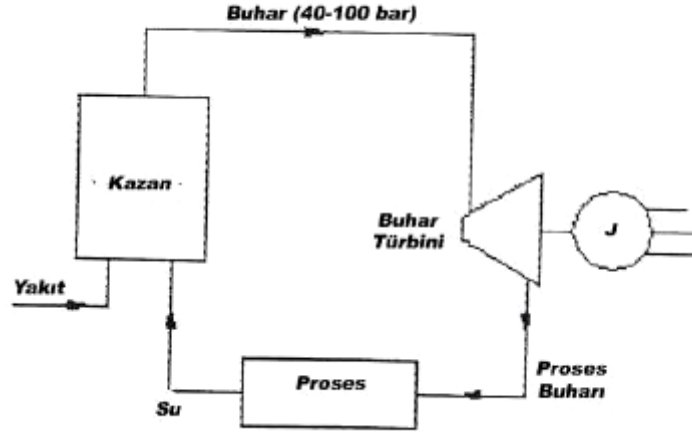 Buhar (40-100 bar)
Kazan
Buhar
Türbini
J
Yakıt
Proses
Proses
Buharı
Su